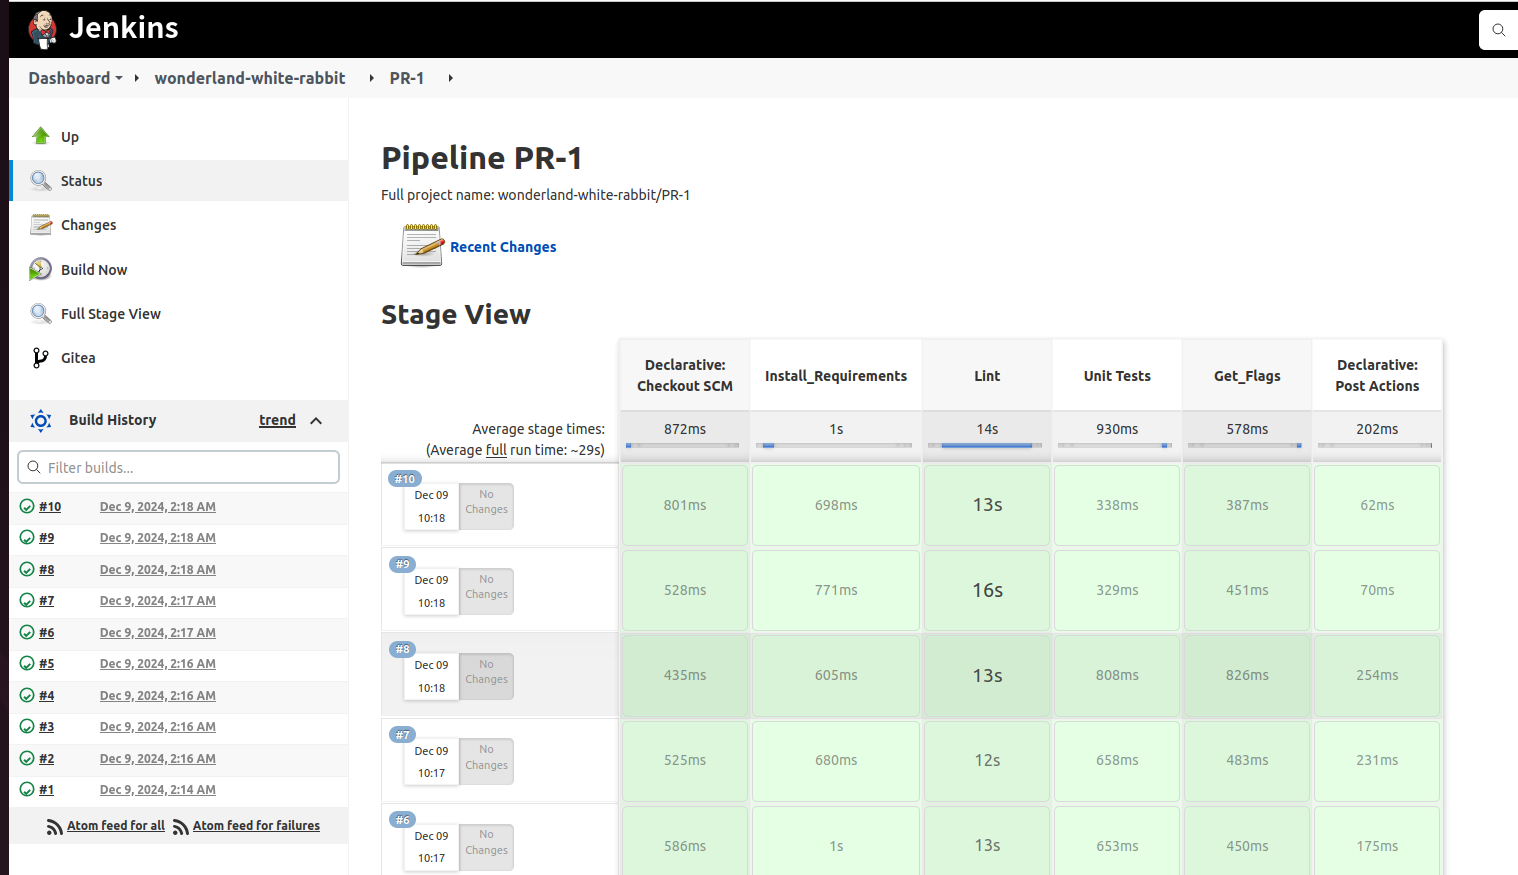 Jenkins
Dashboard wonderland-white-rabbit PR-1
Up
Status
Changes
Build Now
Full Stage View
Gitea
Build History trend
Filter builds...
#10 Dec 9, 2024, 2:18 AM
#9 Dec 9, 2024, 2:18 AM
#8 Dec 9, 2024, 2:18 AM
#7 Dec 9, 2024, 2:17 AM
#6 Dec 9, 2024, 2:17 AM
#5 Dec 9, 2024, 2:16 AM
#4 Dec 9, 2024, 2:16 AM
#3 Dec 9, 2024, 2:16 AM
#2 Dec 9, 2024, 2:16 AM
#1 Dec 9, 2024, 2:14 AM
Atom feed for all Atom feed for failures
Pipeline PR-1
Full project name: wonderland-white-rabbit/PR-1
Recent Changes
Stage View
Declarative: Checkout SCM Install_Requirements Lint Unit Tests Get_Flags Declarative: Post Actions
Average stage times: 872ms 1s 14s 930ms 578ms 202ms
(Average full run time: ~29s)
#10
Dec 09 No Changes
10:18
801ms 698ms 13s 338ms 387ms 62ms
#9
Dec 09 No Changes
10:18
528ms 771ms 16s 329ms 451ms 70ms
#8
Dec 09 No Changes
10:18
435ms 605ms 13s 808ms 826ms 254ms
#7
Dec 09 No Changes
10:17
525ms 680ms 12s 658ms 483ms 231ms
#6
Dec 09 No Changes
10:17
586ms 1s 13s 653ms 450ms 175ms